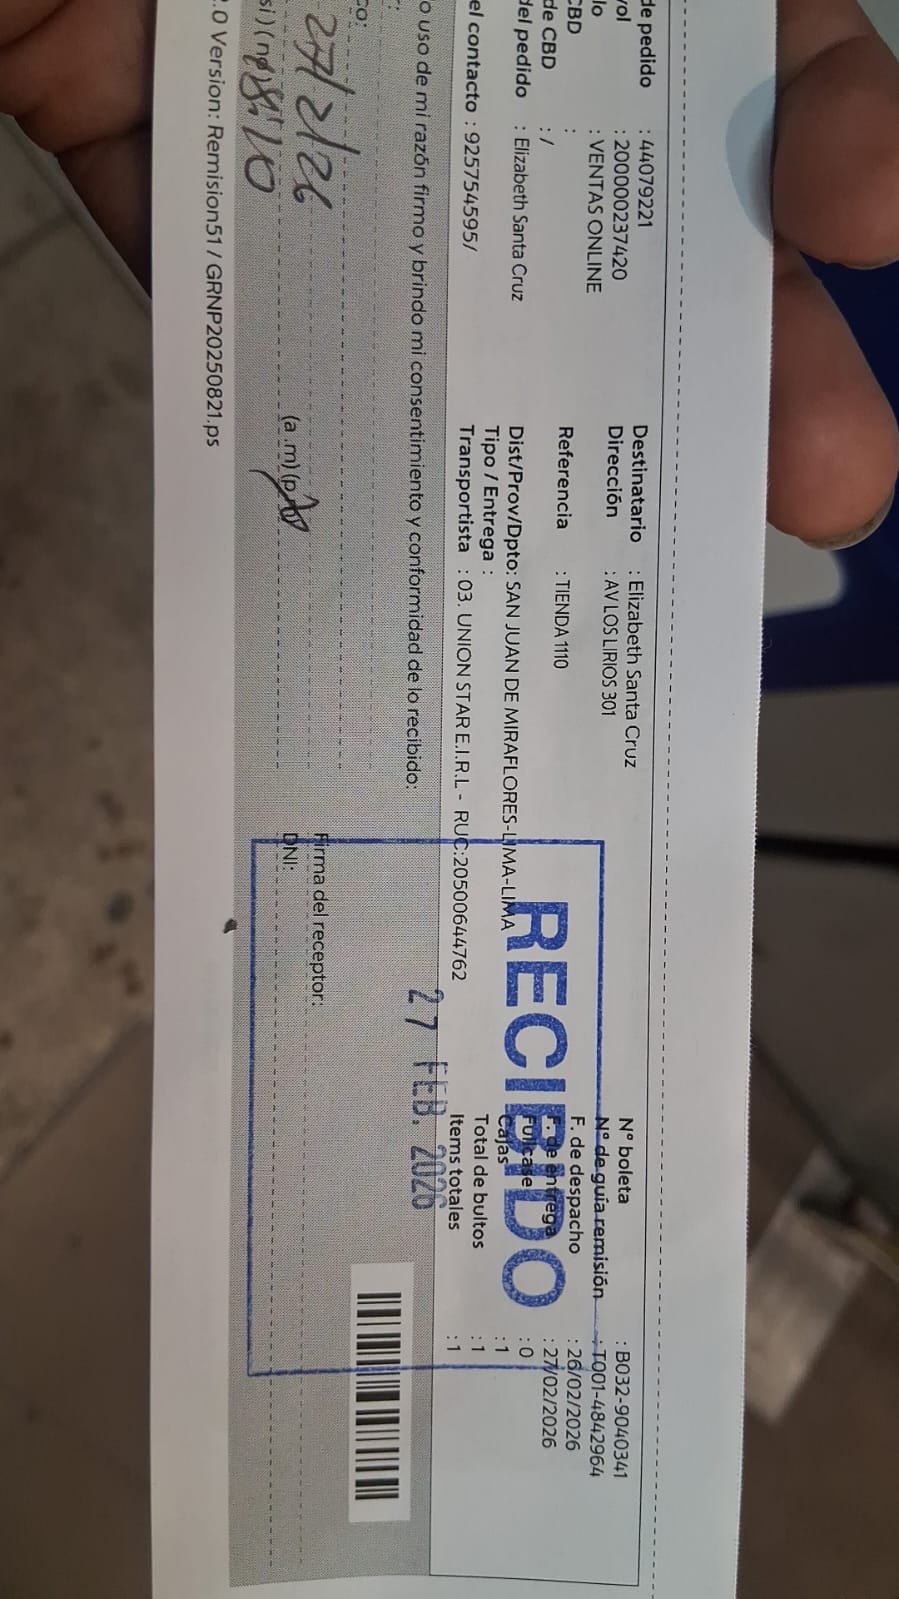 de pedido : 44079221
vol : 200000237420
lo : VENTAS ONLINE
CBD :
de CBD : /
del pedido : Elizabeth Santa Cruz
el contacto : 925754595/
Destinatario : Elizabeth Santa Cruz
Dirección : AV LOS LIRIOS 301
Referencia : TIENDA 1110
Dist/Prov/Dpto: SAN JUAN DE MIRAFLORES-LIMA-LIMA
Tipo / Entrega :
Transportista : 03. UNION STAR E.I.R.L - RUC:20500644762
N° boleta : B032-9040341
N° de guía remisión : T001-4842964
F. de despacho : 26/02/2026
F. de entrega : 27/02/2026
Fullcase : 0
Cajas : 1
Total de bultos : 1
Items totales : 1
RECIBIDO
27 FEB. 2026
o uso de mi razón firmo y brindo mi consentimiento y conformidad de lo recibido:
co:
27/2/26
8:10
(a.m)
Firma del receptor:
DNI:
.0 Version: Remision51 / GRNP20250821.ps